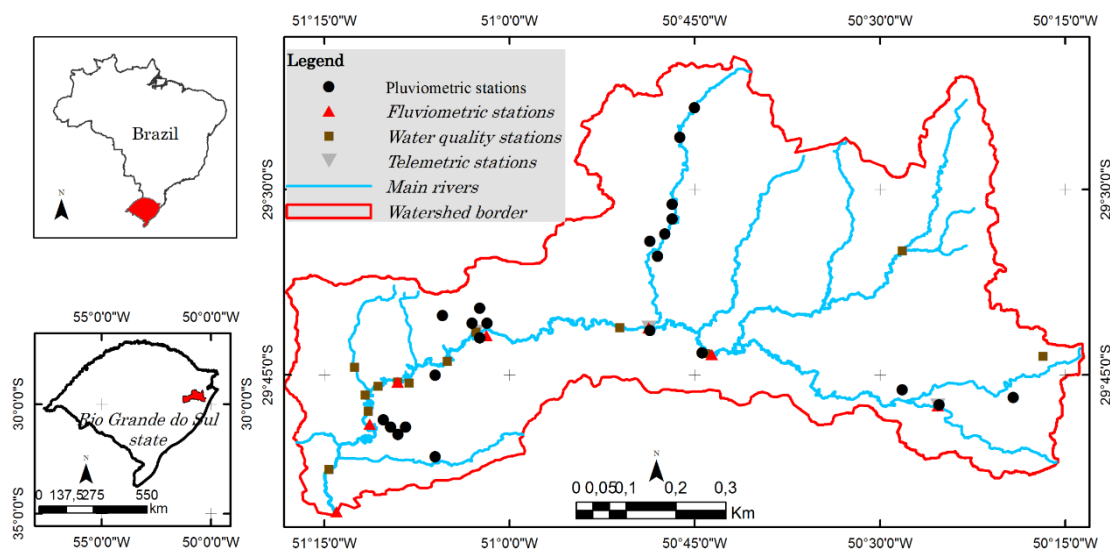 51°15'0"W 51°0'0"W 50°45'0"W 50°30'0"W 50°15'0"W
Brazil
N
Legend
Pluviometric stations
Fluviometric stations
Water quality stations
Telemetric stations
Main rivers
Watershed border
29°30'0"S
29°45'0"S
29°30'0"S
29°45'0"S
55°0'0"W 50°0'0"W
30°0'0"S
35°0'0"S
30°0'0"S
35°0'0"S
Rio Grande do Sul
state
N
0 137,5275 550
km
55°0'0"W 50°0'0"W
N
0 0,050,1 0,2 0,3
Km
51°15'0"W 51°0'0"W 50°45'0"W 50°30'0"W 50°15'0"W